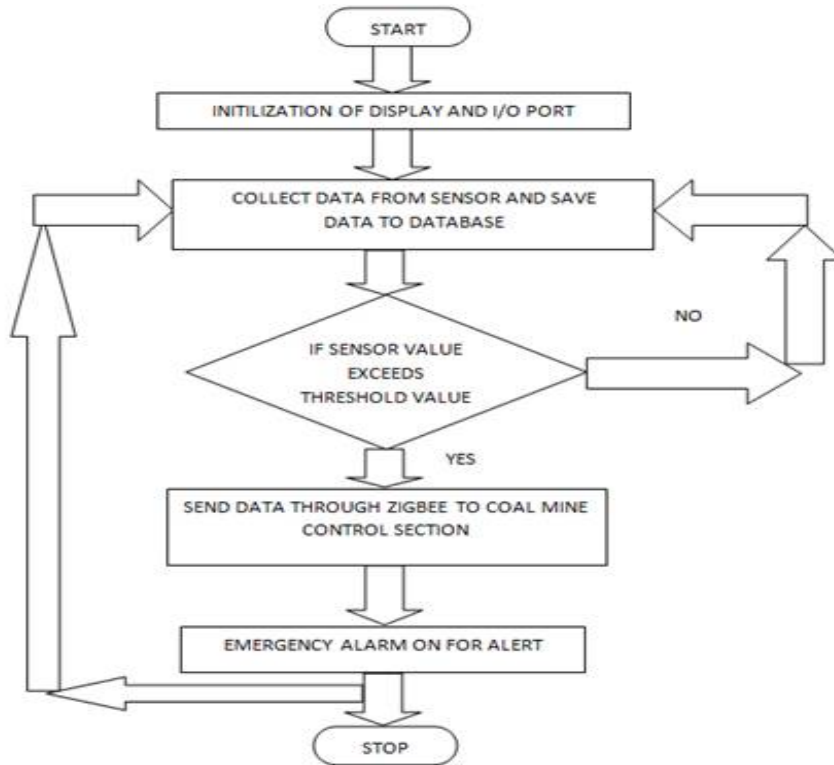 START
INITILIZATION OF DISPLAY AND I/O PORT
COLLECT DATA FROM SENSOR AND SAVE
DATA TO DATABASE
NO
IF SENSOR VALUE
EXCEEDS
THRESHOLD VALUE
YES
SEND DATA THROUGH ZIGBEE TO COAL MINE
CONTROL SECTION
EMERGENCY ALARM ON FOR ALERT
STOP